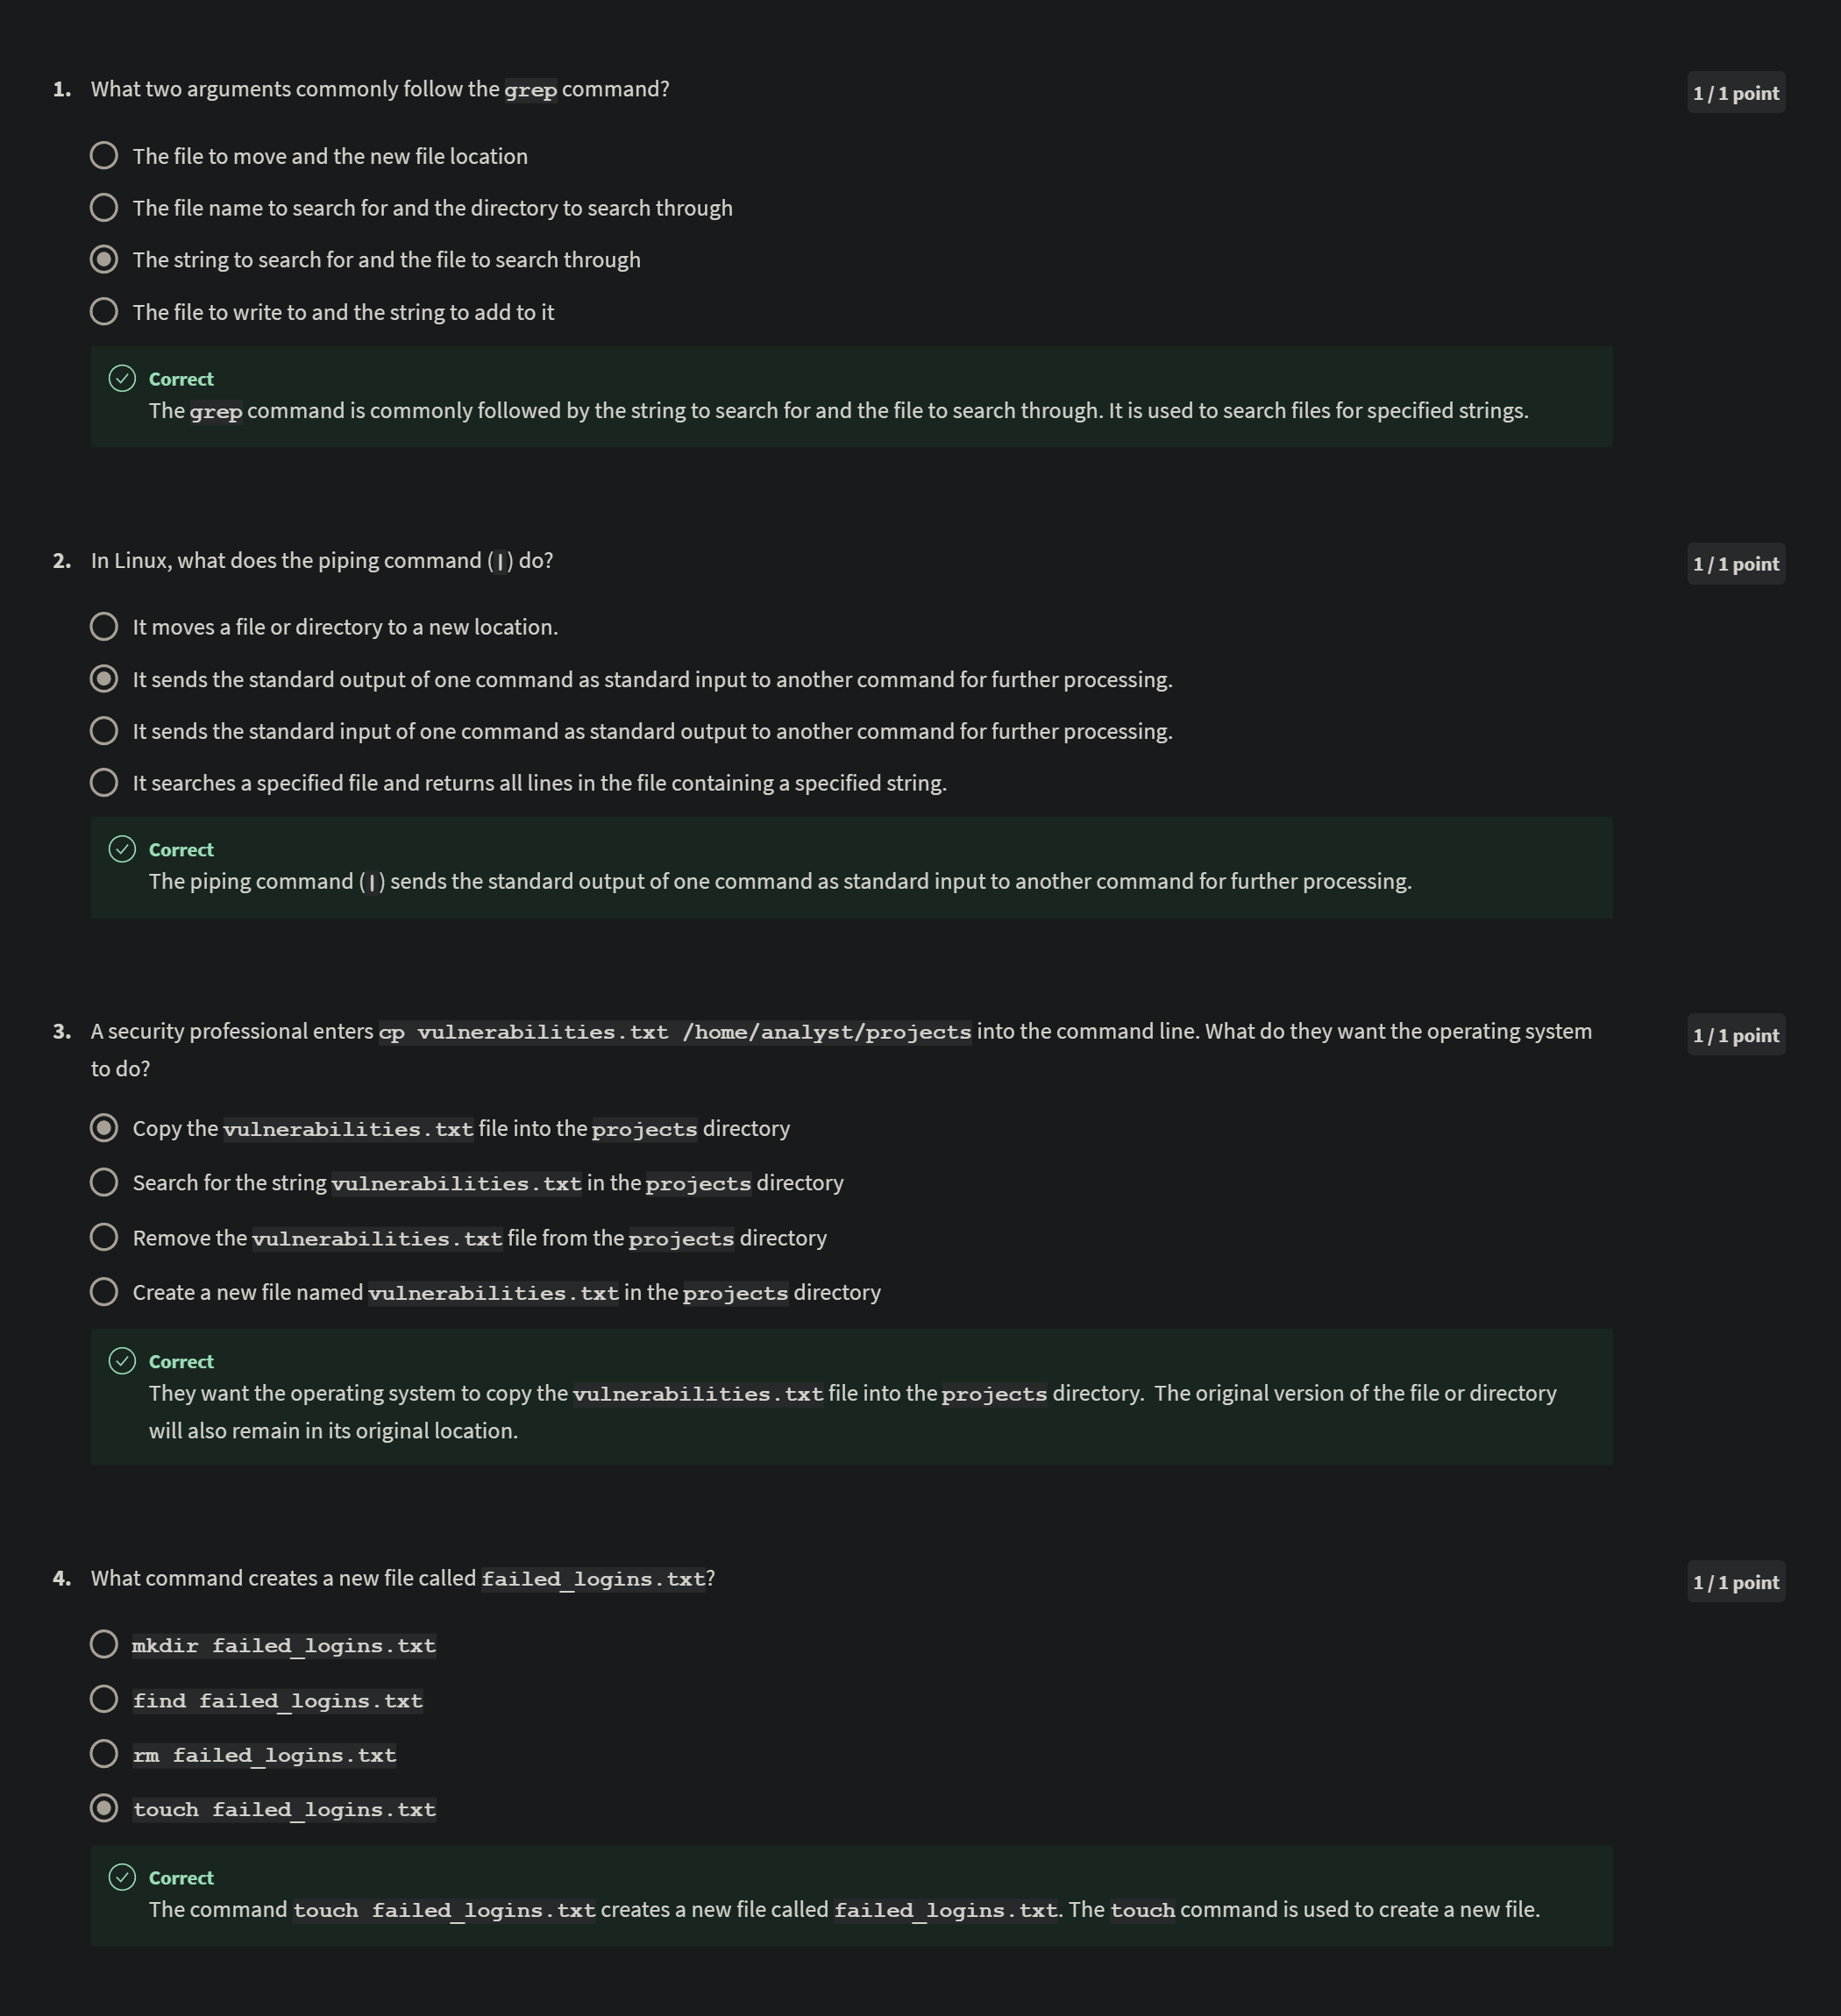 1. What two arguments commonly follow the grep command?
1 / 1 point
The file to move and the new file location
The file name to search for and the directory to search through
The string to search for and the file to search through
The file to write to and the string to add to it
Correct
The grep command is commonly followed by the string to search for and the file to search through. It is used to search files for specified strings.
2. In Linux, what does the piping command (|) do?
1 / 1 point
It moves a file or directory to a new location.
It sends the standard output of one command as standard input to another command for further processing.
It sends the standard input of one command as standard output to another command for further processing.
It searches a specified file and returns all lines in the file containing a specified string.
Correct
The piping command (|) sends the standard output of one command as standard input to another command for further processing.
3. A security professional enters cp vulnerabilities.txt /home/analyst/projects into the command line. What do they want the operating system
to do?
1 / 1 point
Copy the vulnerabilities.txt file into the projects directory
Search for the string vulnerabilities.txt in the projects directory
Remove the vulnerabilities.txt file from the projects directory
Create a new file named vulnerabilities.txt in the projects directory
Correct
They want the operating system to copy the vulnerabilities.txt file into the projects directory. The original version of the file or directory
will also remain in its original location.
4. What command creates a new file called failed_logins.txt?
1 / 1 point
mkdir failed_logins.txt
find failed_logins.txt
rm failed_logins.txt
touch failed_logins.txt
Correct
The command touch failed_logins.txt creates a new file called failed_logins.txt. The touch command is used to create a new file.